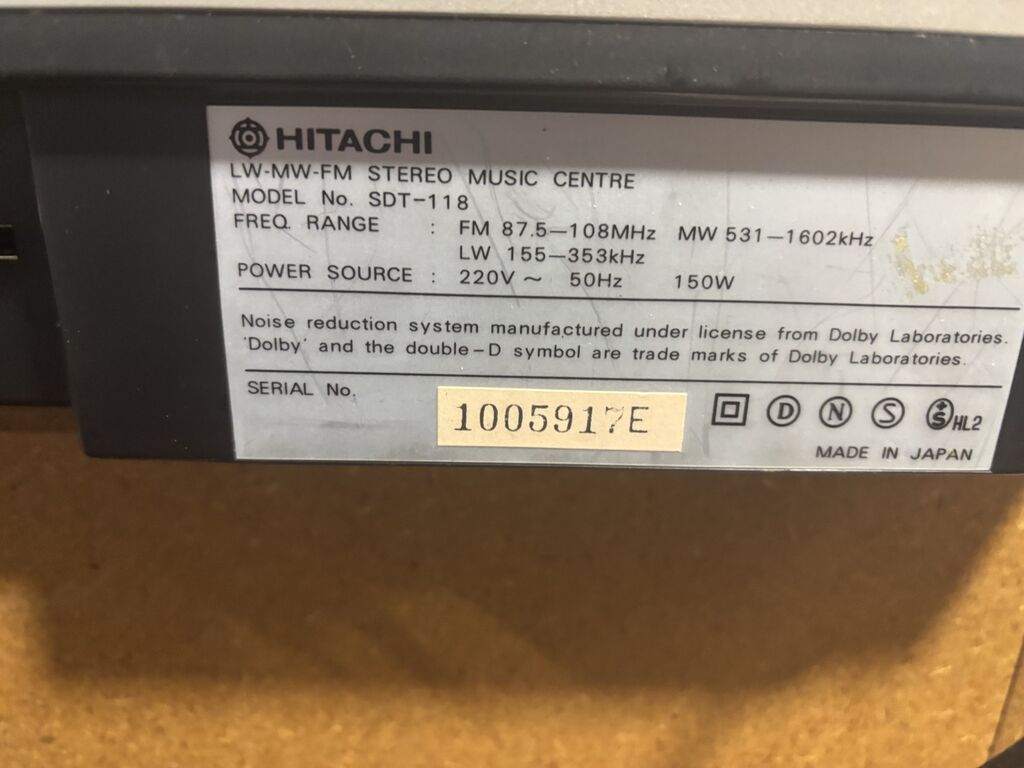 HITACHI
LW-MW-FM STEREO MUSIC CENTRE
MODEL No. SDT-118
FREQ. RANGE : FM 87.5—108MHz MW 531—1602kHz
LW 155—353kHz
POWER SOURCE : 220V ~ 50Hz 150W
Noise reduction system manufactured under license from Dolby Laboratories.
'Dolby' and the double-D symbol are trade marks of Dolby Laboratories.
SERIAL No. 1005917E D N S S HL2
MADE IN JAPAN